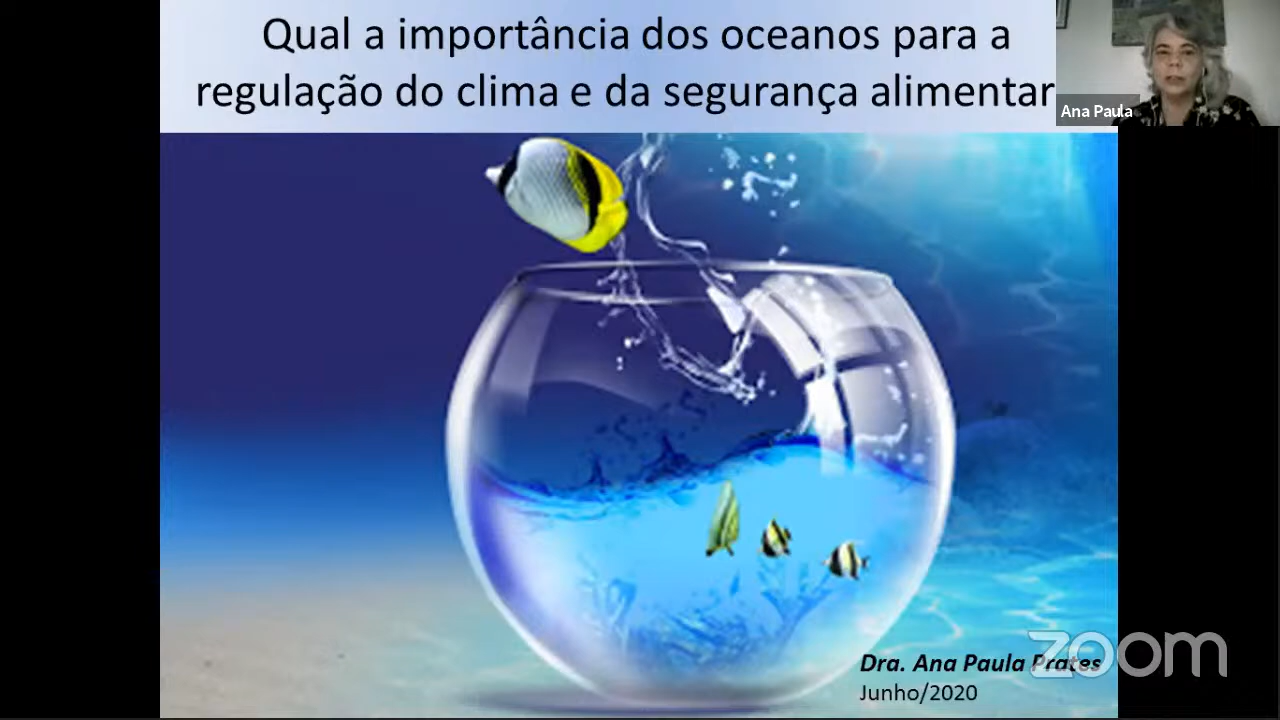 Qual a importância dos oceanos para a
regulação do clima e da segurança alimentar
Ana Paula
Dra. Ana Paula Prates
Junho/2020
zoom